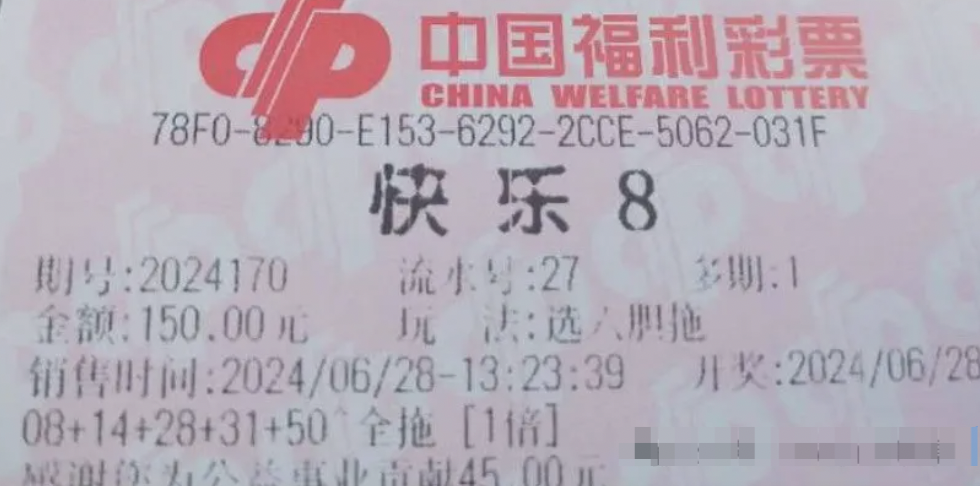 中国福利彩票
CHINA WELFARE LOTTERY
78F0-8290-E153-6292-2CCE-5062-031F
快乐8
期号:2024170 流水号:27 多期:1
金额:150.00元 玩 法:选六胆拖
销售时间:2024/06/28-13:23:39 开奖:2024/06/28
08+14+28+31+50^全拖 [1倍]
感谢您为公益事业贡献45.00元